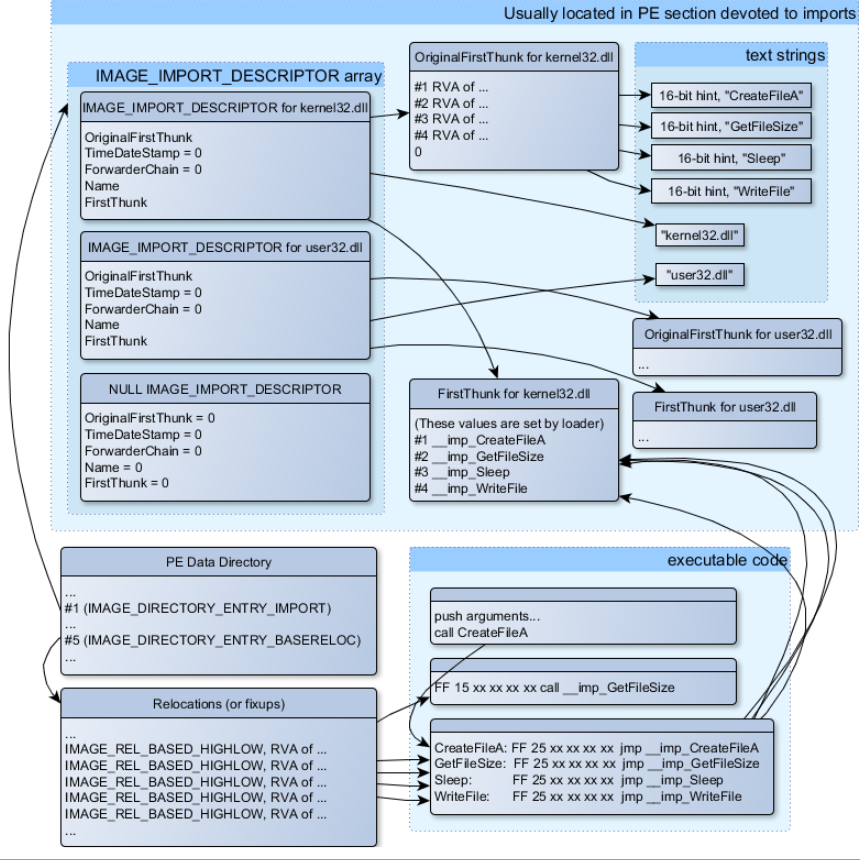 Usually located in PE section devoted to imports
IMAGE_IMPORT_DESCRIPTOR array
IMAGE_IMPORT_DESCRIPTOR for kernel32.dll
OriginalFirstThunk
TimeDateStamp = 0
ForwarderChain = 0
Name
FirstThunk
IMAGE_IMPORT_DESCRIPTOR for user32.dll
OriginalFirstThunk
TimeDateStamp = 0
ForwarderChain = 0
Name
FirstThunk
NULL IMAGE_IMPORT_DESCRIPTOR
OriginalFirstThunk = 0
TimeDateStamp = 0
ForwarderChain = 0
Name = 0
FirstThunk = 0
OriginalFirstThunk for kernel32.dll
#1 RVA of ...
#2 RVA of ...
#3 RVA of ...
#4 RVA of ...
0
text strings
16-bit hint, "CreateFileA"
16-bit hint, "GetFileSize"
16-bit hint, "Sleep"
16-bit hint, "WriteFile"
"kernel32.dll"
"user32.dll"
OriginalFirstThunk for user32.dll
...
FirstThunk for kernel32.dll
(These values are set by loader)
#1 __imp_CreateFileA
#2 __imp_GetFileSize
#3 __imp_Sleep
#4 __imp_WriteFile
FirstThunk for user32.dll
...
PE Data Directory
...
#1 (IMAGE_DIRECTORY_ENTRY_IMPORT)
...
#5 (IMAGE_DIRECTORY_ENTRY_BASERELOC)
...
Relocations (or fixups)
...
IMAGE_REL_BASED_HIGHLOW, RVA of ...
IMAGE_REL_BASED_HIGHLOW, RVA of ...
IMAGE_REL_BASED_HIGHLOW, RVA of ...
IMAGE_REL_BASED_HIGHLOW, RVA of ...
IMAGE_REL_BASED_HIGHLOW, RVA of ...
...
executable code
push arguments...
call CreateFileA
FF 15 xx xx xx xx call __imp_GetFileSize
CreateFileA: FF 25 xx xx xx xx jmp __imp_CreateFileA
GetFileSize: FF 25 xx xx xx xx jmp __imp_GetFileSize
Sleep: FF 25 xx xx xx xx jmp __imp_Sleep
WriteFile: FF 25 xx xx xx xx jmp __imp_WriteFile